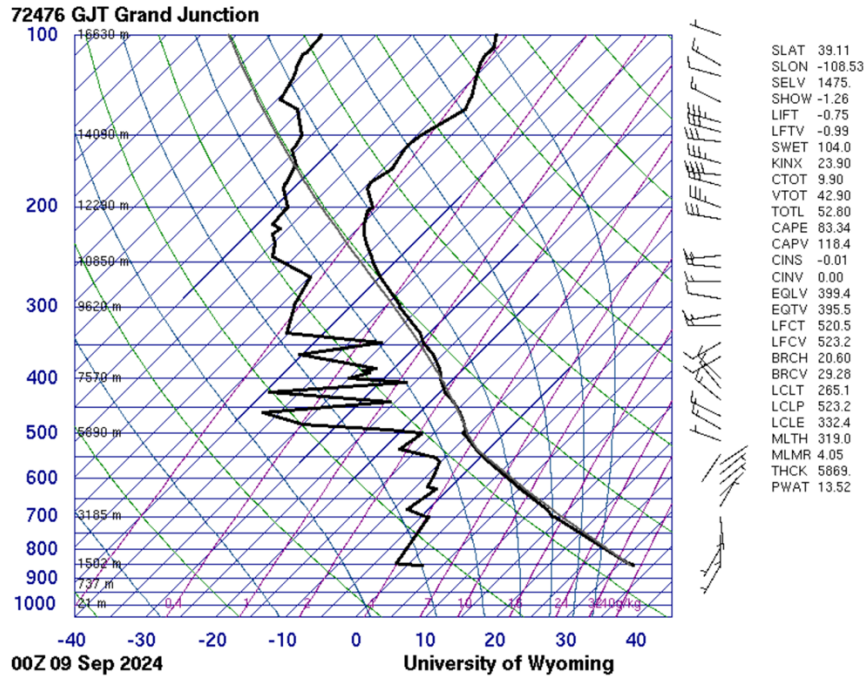 72476 GJT Grand Junction
100 16630 m
14090 m
200 12290 m
10850 m
300 9620 m
400 7570 m
500 5890 m
600
700 3185 m
800
1502 m
900 737 m
1000 21 m 0.4 1 2 4 7 10 16 24 32 40g/kg
-40 -30 -20 -10 0 10 20 30 40
00Z 09 Sep 2024 University of Wyoming
SLAT 39.11
SLON -108.53
SELV 1475.
SHOW -1.26
LIFT -0.75
LFTV -0.99
SWET 104.0
KINX 23.90
CTOT 9.90
VTOT 42.90
TOTL 52.80
CAPE 83.34
CAPV 118.4
CINS -0.01
CINV 0.00
EQLV 399.4
EQTV 395.5
LFCT 520.5
LFCV 523.2
BRCH 20.60
BRCV 29.28
LCLT 265.1
LCLP 523.2
LCLE 332.4
MLTH 319.0
MLMR 4.05
THCK 5869.
PWAT 13.52